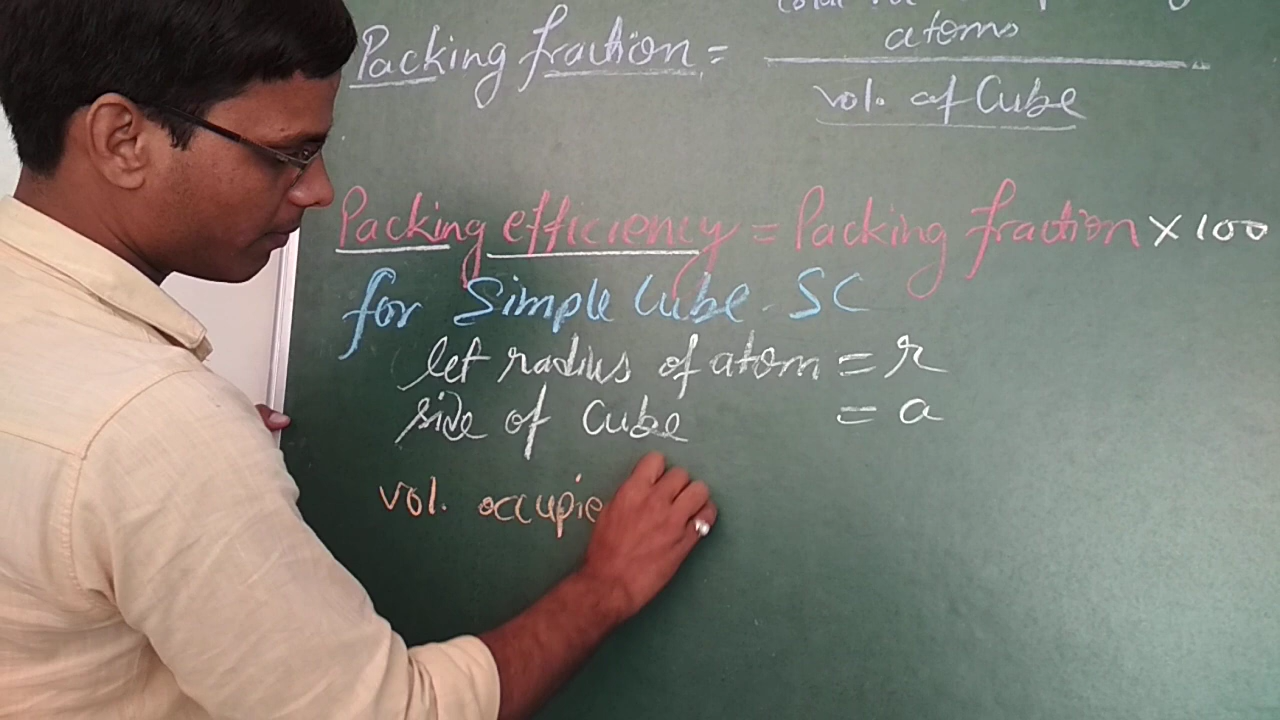 Packing fraction =
atoms
vol. of Cube
Packing efficiency = Packing fraction × 100
for Simple Cube - SC
let radius of atom = r
side of Cube = a
vol. occupie